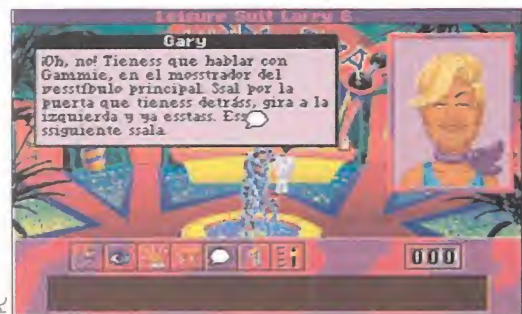 Leisure Suit Larry 6
Gary
¡Oh, no! Tieness que hablar con
Gammie, en el mosstrador del
vesstíbulo principal. Ssal por la
puerta que tieness detráss, gira a la
izquierda y ya esstass. Ess
ssiguiente ssala.
000